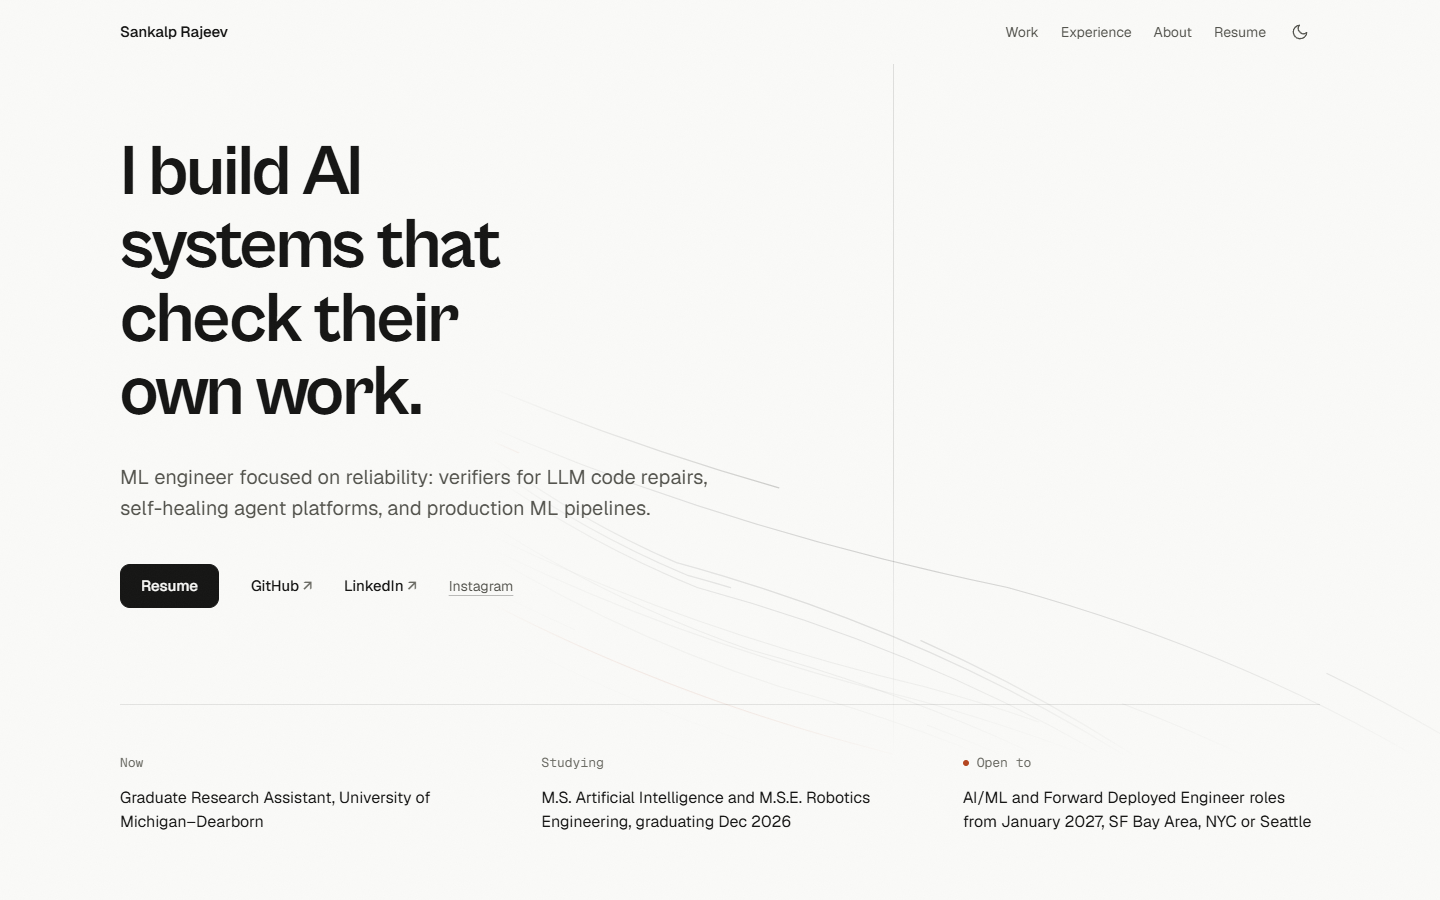 Sankalp Rajeev
Work Experience About Resume
I build AI
systems that
check their
own work.
ML engineer focused on reliability: verifiers for LLM code repairs,
self-healing agent platforms, and production ML pipelines.
Resume GitHub LinkedIn Instagram
Now
Graduate Research Assistant, University of
Michigan–Dearborn
Studying
M.S. Artificial Intelligence and M.S.E. Robotics
Engineering, graduating Dec 2026
Open to
AI/ML and Forward Deployed Engineer roles
from January 2027, SF Bay Area, NYC or Seattle